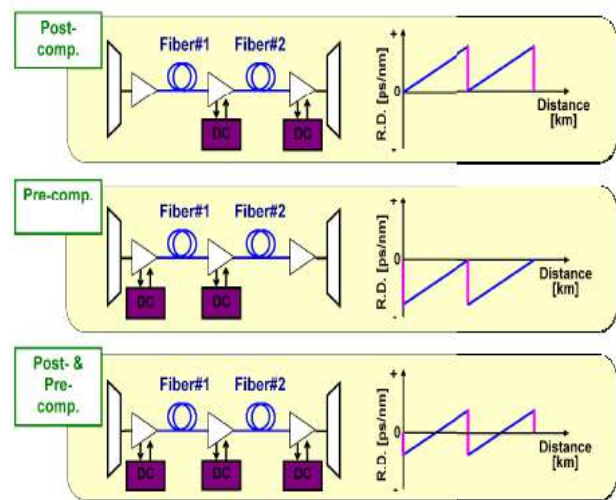 Post-
comp.
Fiber#1 Fiber#2
DC DC
R.D. [ps/nm]
+
0
-
Distance
[km]
Pre-comp.
Fiber#1 Fiber#2
DC DC
R.D. [ps/nm]
+
0
-
Distance
[km]
Post- &
Pre-
comp.
Fiber#1 Fiber#2
DC DC DC
R.D. [ps/nm]
+
0
-
Distance
[km]